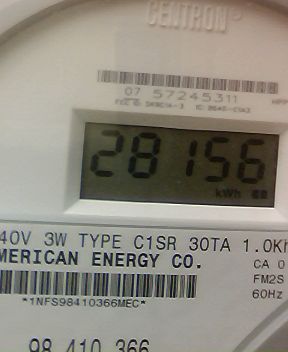 CENTRON®
07 57245311
28156
kWh
40V 3W TYPE C1SR 30TA 1.0Kh
MERICAN ENERGY CO.
CA 0
FM2S
60Hz
*1NFS98410366MEC*
98 410 366